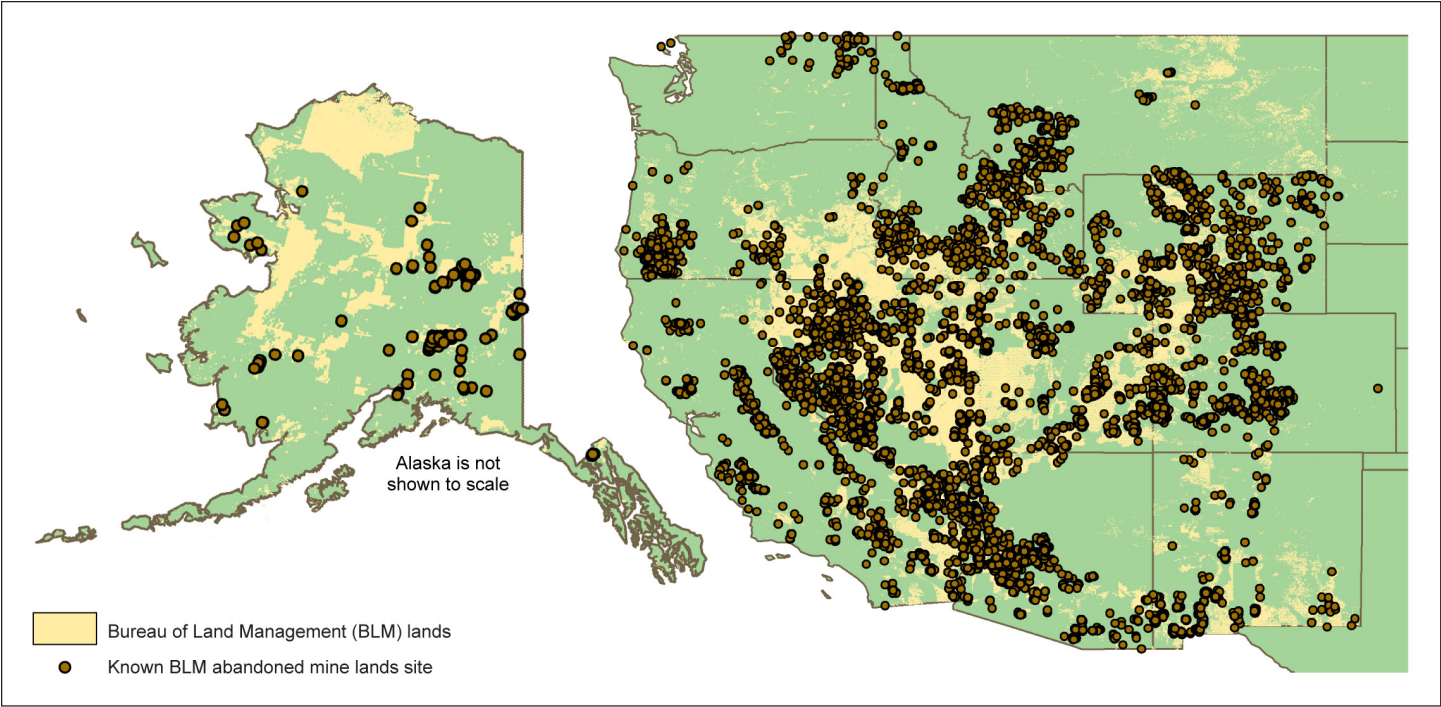 Alaska is not
shown to scale
Bureau of Land Management (BLM) lands
Known BLM abandoned mine lands site